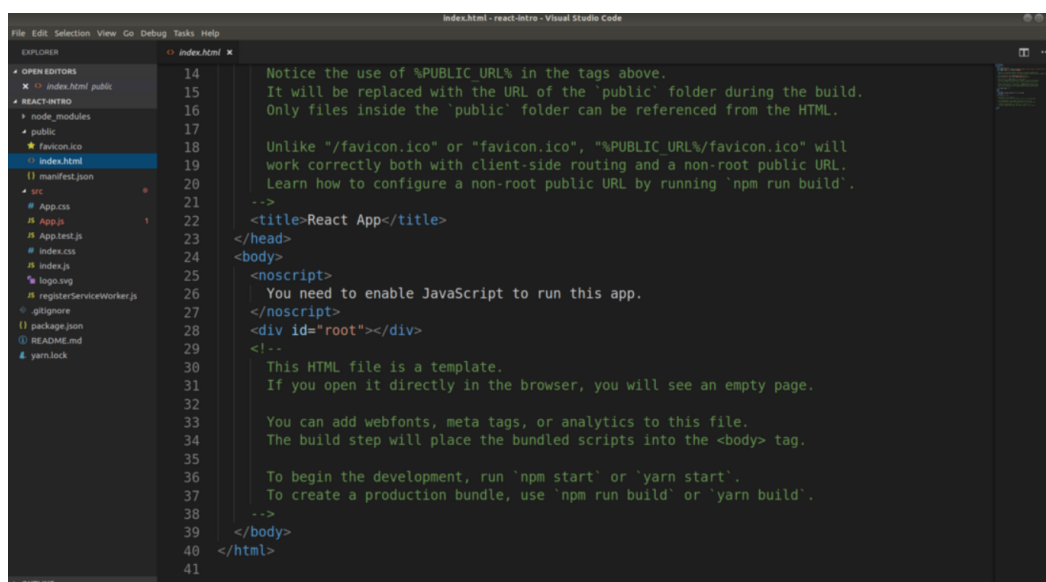 index.html - react-intro - Visual Studio Code
File Edit Selection View Go Debug Tasks Help
EXPLORER
OPEN EDITORS
index.html public
REACT-INTRO
node_modules
public
favicon.ico
index.html
manifest.json
src
App.css
App.js 1
App.test.js
index.css
index.js
logo.svg
registerServiceWorker.js
.gitignore
package.json
README.md
yarn.lock
index.html
14 Notice the use of %PUBLIC_URL% in the tags above.
15 It will be replaced with the URL of the `public` folder during the build.
16 Only files inside the `public` folder can be referenced from the HTML.
17
18 Unlike "/favicon.ico" or "favicon.ico", "%PUBLIC_URL%/favicon.ico" will
19 work correctly both with client-side routing and a non-root public URL.
20 Learn how to configure a non-root public URL by running `npm run build`.
21 -->
22 <title>React App</title>
23 </head>
24 <body>
25 <noscript>
26 You need to enable JavaScript to run this app.
27 </noscript>
28 <div id="root"></div>
29 <!--
30 This HTML file is a template.
31 If you open it directly in the browser, you will see an empty page.
32
33 You can add webfonts, meta tags, or analytics to this file.
34 The build step will place the bundled scripts into the <body> tag.
35
36 To begin the development, run `npm start` or `yarn start`.
37 To create a production bundle, use `npm run build` or `yarn build`.
38 -->
39 </body>
40 </html>
41